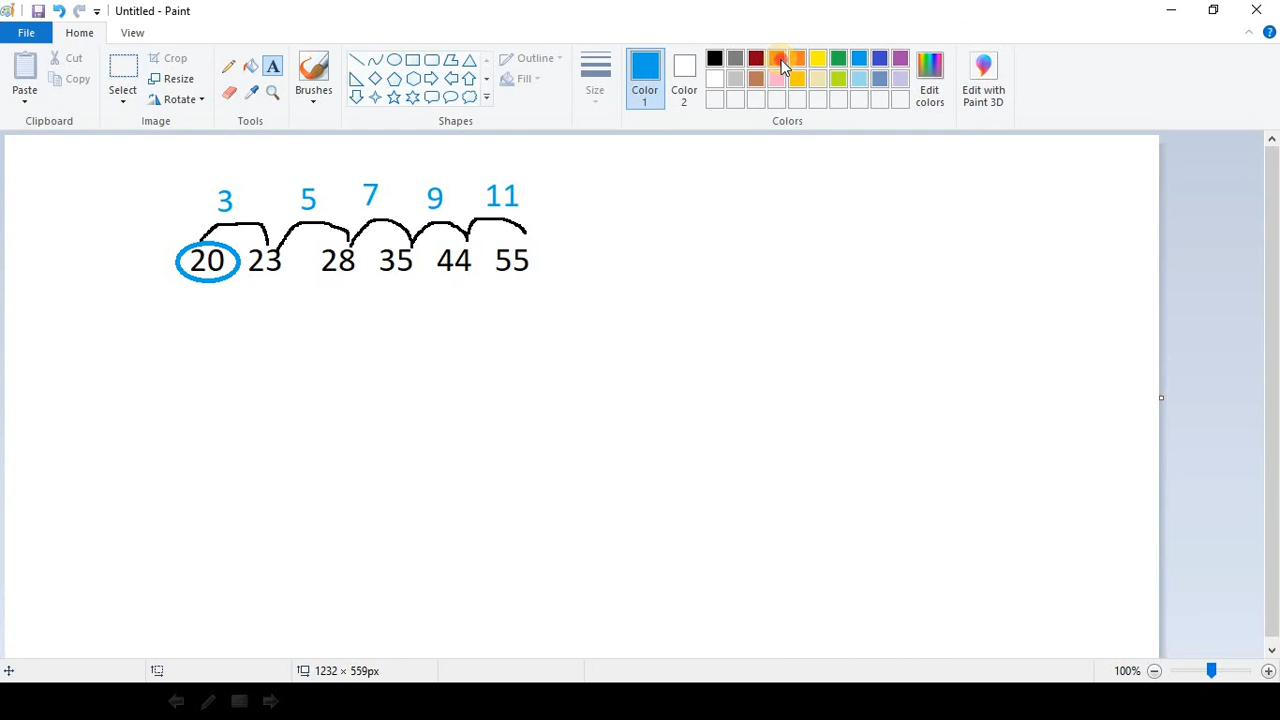 Untitled - Paint
File Home View
Paste
Clipboard
Cut
Copy
Select
Crop
Resize
Rotate
Image
A
Tools
Brushes
Shapes
Outline
Fill
Size
Color 1
Color 2
Colors
Edit colors
Edit with Paint 3D
3 5 7 9 11
20 23 28 35 44 55
1232 × 559px
100%